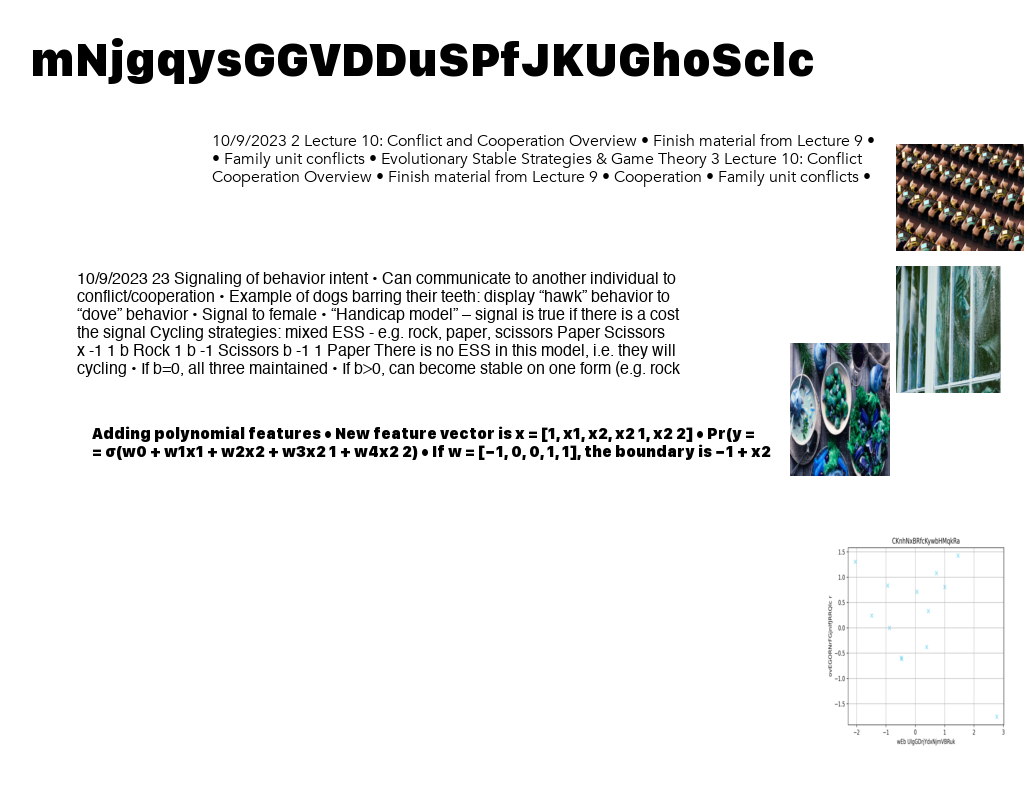 mNjgqysGGVDDuSPfJKUGhoSclc
10/9/2023 2 Lecture 10: Conflict and Cooperation Overview • Finish material from Lecture 9 •
• Family unit conflicts • Evolutionary Stable Strategies & Game Theory 3 Lecture 10: Conflict
Cooperation Overview • Finish material from Lecture 9 • Cooperation • Family unit conflicts •
10/9/2023 23 Signaling of behavior intent • Can communicate to another individual to
conflict/cooperation • Example of dogs barring their teeth: display “hawk” behavior to
“dove” behavior • Signal to female • “Handicap model” – signal is true if there is a cost
the signal Cycling strategies: mixed ESS - e.g. rock, paper, scissors Paper Scissors
x -1 1 b Rock 1 b -1 Scissors b -1 1 Paper There is no ESS in this model, i.e. they will
cycling • If b=0, all three maintained • If b>0, can become stable on one form (e.g. rock
Adding polynomial features • New feature vector is x = [1, x1, x2, x2 1, x2 2] • Pr(y =
= σ(w0 + w1x1 + w2x2 + w3x2 1 + w4x2 2) • If w = [−1, 0, 0, 1, 1], the boundary is −1 + x2
CKnhNxBRfcKywbHMqkRa
1.5
1.0
0.5
0.0
−0.5
−1.0
−1.5
−2 −1 0 1 2 3